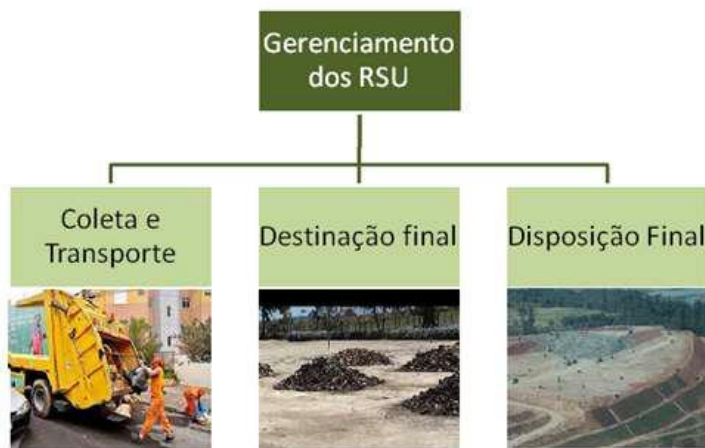 Gerenciamento
dos RSU
Coleta e
Transporte
Destinação final
Disposição Final